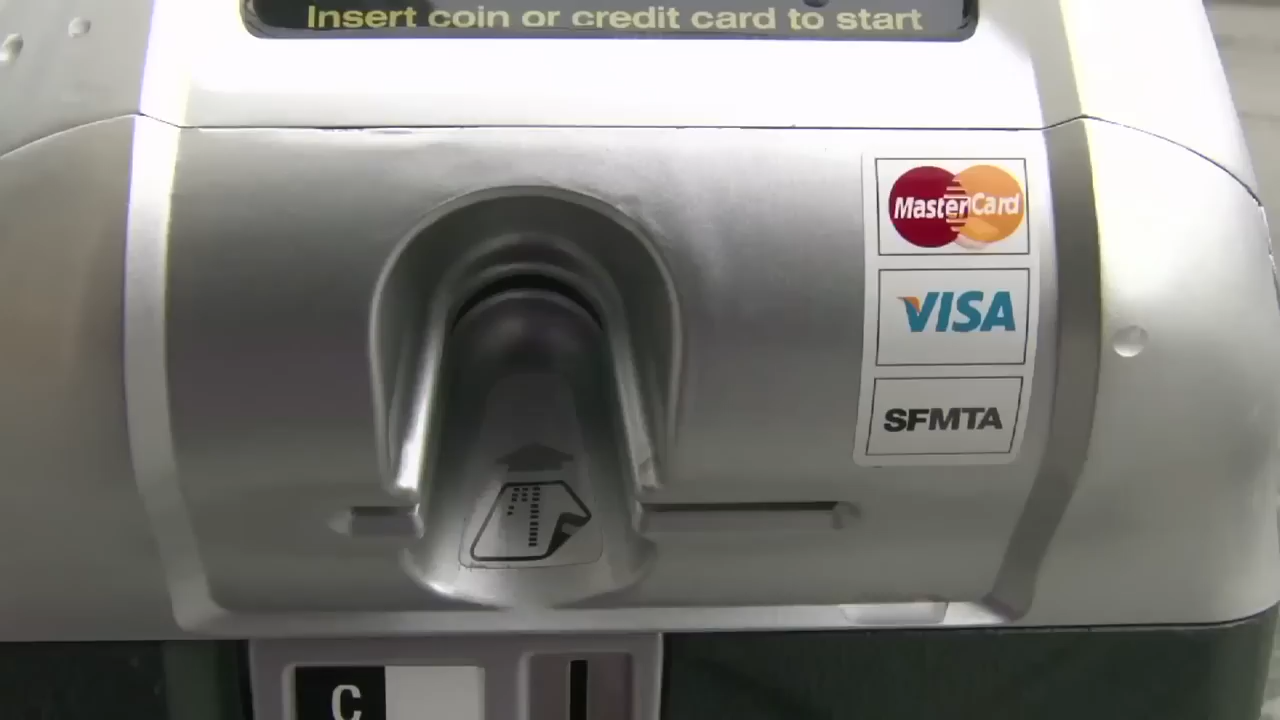 Insert coin or credit card to start
MasterCard
VISA
SFMTA
C